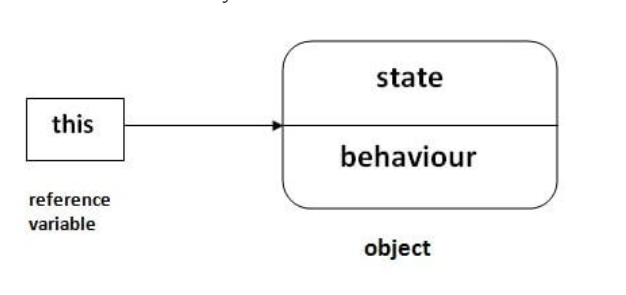 state
this
behaviour
reference
variable
object